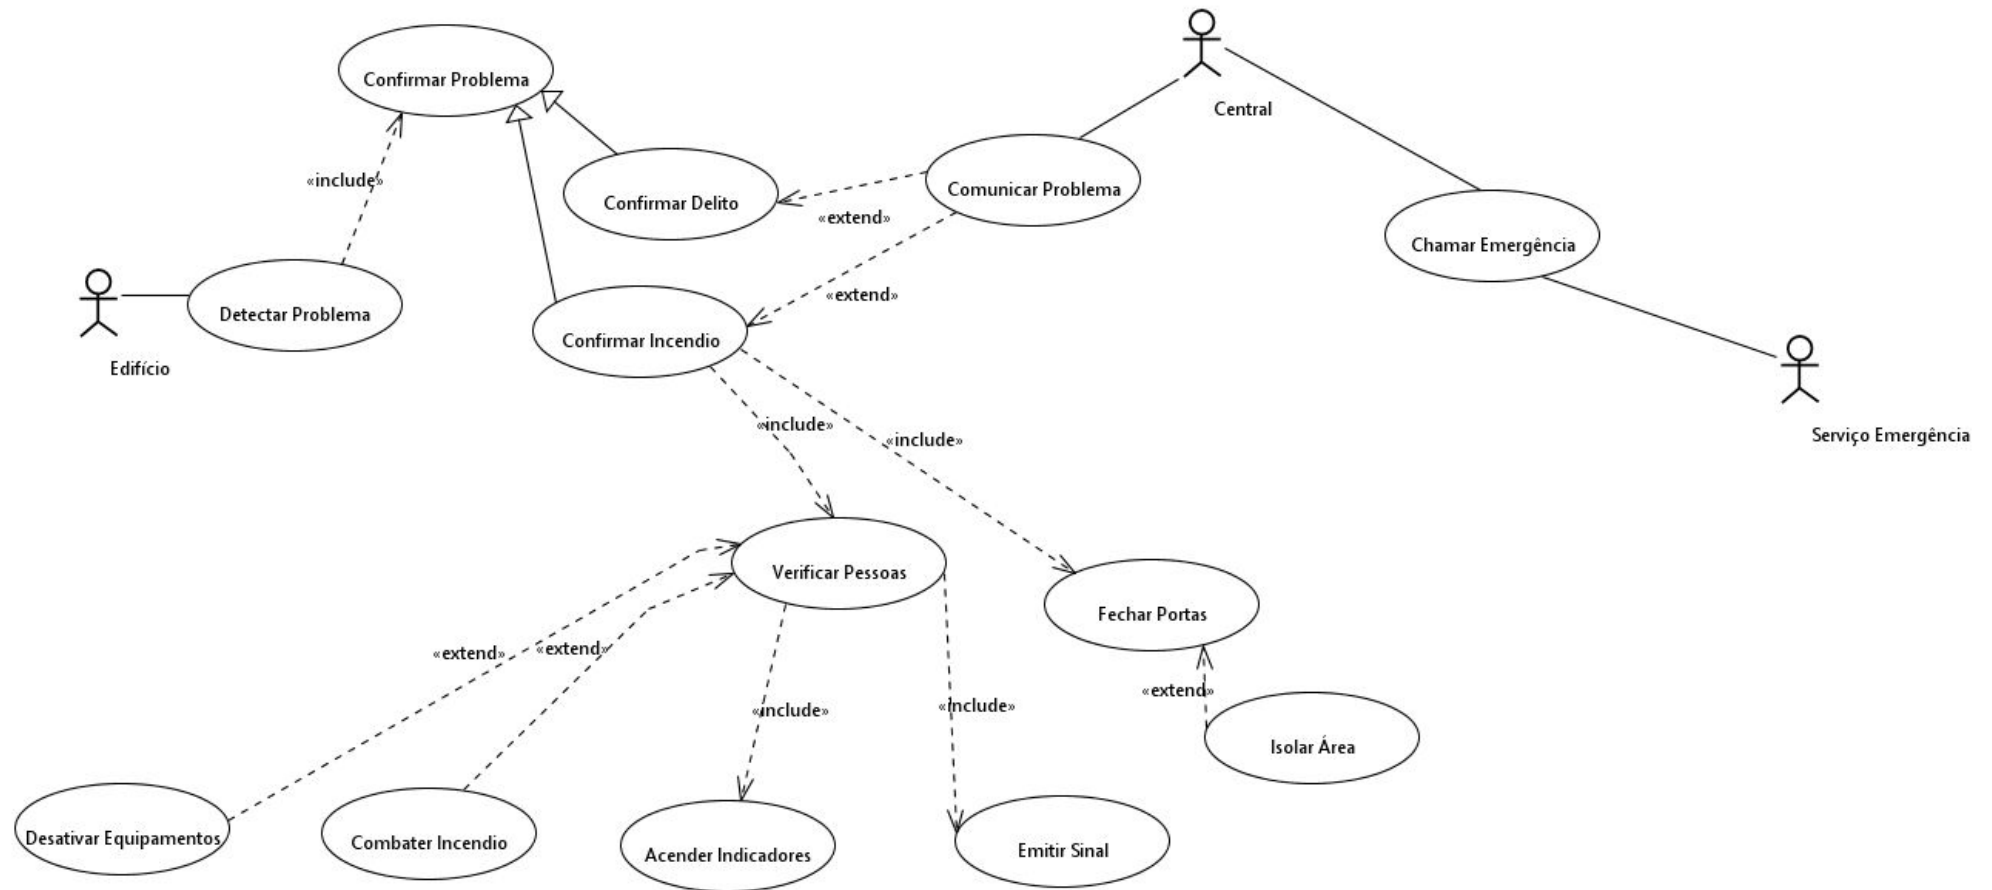 Confirmar Problema
Central
«include»
Confirmar Delito
Comunicar Problema
«extend»
Chamar Emergência
Detectar Problema
«extend»
Confirmar Incendio
Edifício
«include»
«include»
Serviço Emergência
Verificar Pessoas
Fechar Portas
«extend»
«extend»
«include»
«include»
«extend»
Isolar Área
Desativar Equipamentos
Combater Incendio
Acender Indicadores
Emitir Sinal